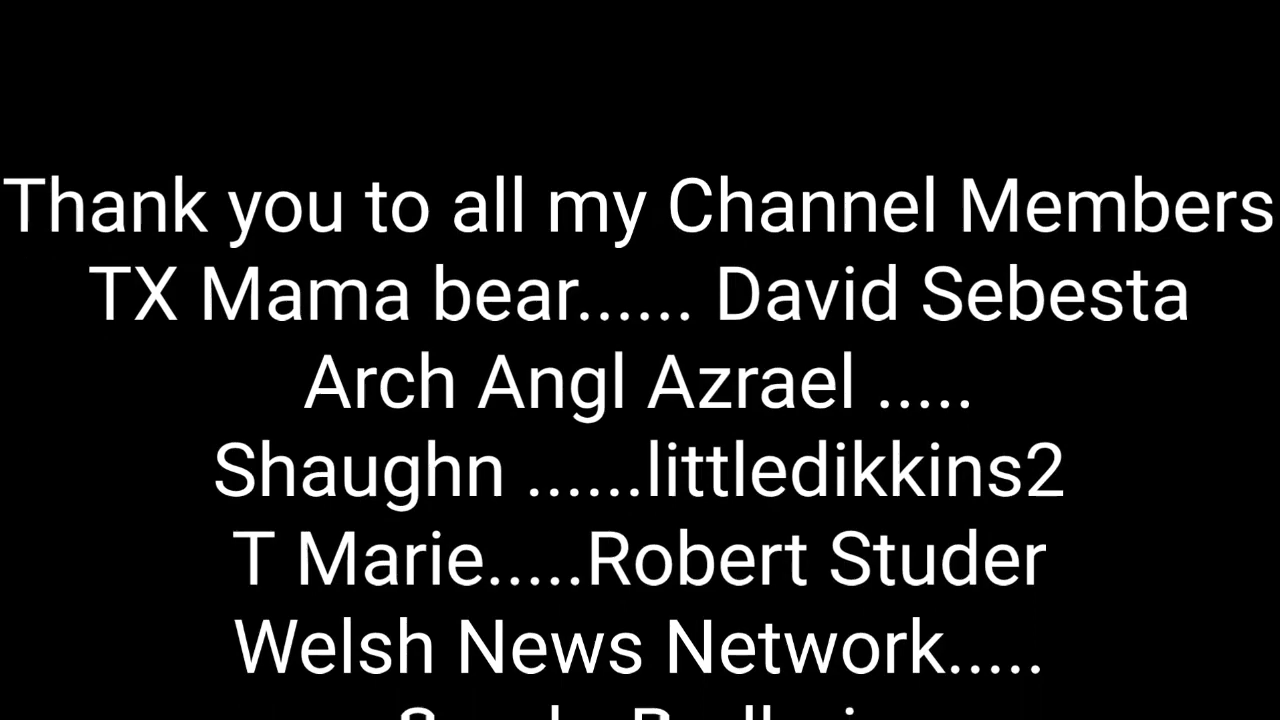 Thank you to all my Channel Members
TX Mama bear...... David Sebesta
Arch Angl Azrael .....
Shaughn ......littledikkins2
T Marie.....Robert Studer
Welsh News Network.....